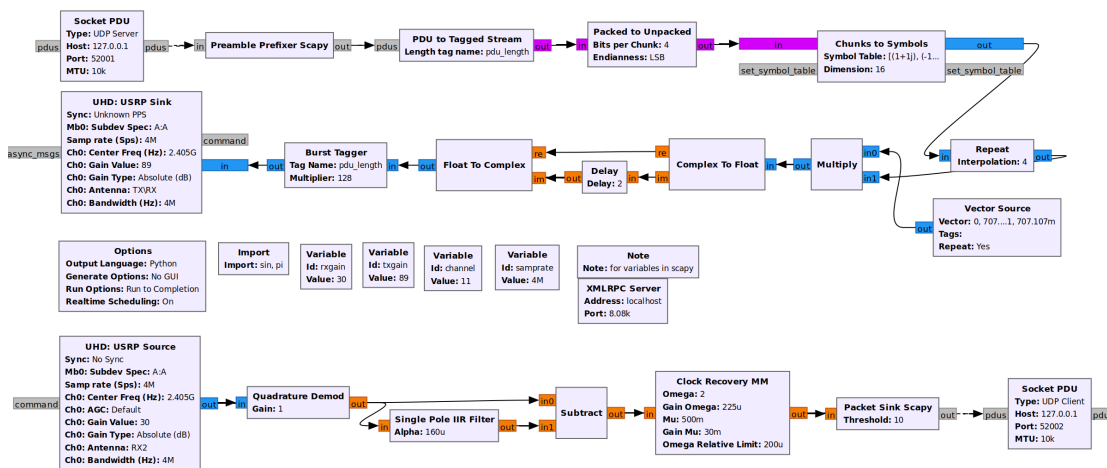 Socket PDU
Type: UDP Server
Host: 127.0.0.1
Port: 52001
MTU: 10k
pdus
pdus
Preamble Prefixer Scapy
in
out
PDU to Tagged Stream
Length tag name: pdu_length
pdus
out
Packed to Unpacked
Bits per Chunk: 4
Endianness: LSB
in
out
Chunks to Symbols
Symbol Table: [(1+1j), (-1...
Dimension: 16
in
out
set_symbol_table
set_symbol_table
UHD: USRP Sink
Sync: Unknown PPS
Mb0: Subdev Spec: A:A
Samp rate (Sps): 4M
Ch0: Center Freq (Hz): 2.405G
Ch0: Gain Value: 89
Ch0: Gain Type: Absolute (dB)
Ch0: Antenna: TX\RX
Ch0: Bandwidth (Hz): 4M
async_msgs
command
in
Burst Tagger
Tag Name: pdu_length
Multiplier: 128
out
in
Float To Complex
out
re
im
Delay
Delay: 2
out
in
Complex To Float
re
im
in
Multiply
out
in0
in1
Repeat
Interpolation: 4
in
out
Vector Source
Vector: 0, 707....1, 707.107m
Tags:
Repeat: Yes
out
Options
Output Language: Python
Generate Options: No GUI
Run Options: Run to Completion
Realtime Scheduling: On
Import
Import: sin, pi
Variable
Id: rxgain
Value: 30
Variable
Id: txgain
Value: 89
Variable
Id: channel
Value: 11
Variable
Id: samprate
Value: 4M
Note
Note: for variables in scapy
XMLRPC Server
Address: localhost
Port: 8.08k
UHD: USRP Source
Sync: No Sync
Mb0: Subdev Spec: A:A
Samp rate (Sps): 4M
Ch0: Center Freq (Hz): 2.405G
Ch0: AGC: Default
Ch0: Gain Value: 30
Ch0: Gain Type: Absolute (dB)
Ch0: Antenna: RX2
Ch0: Bandwidth (Hz): 4M
command
out
Quadrature Demod
Gain: 1
in
out
Single Pole IIR Filter
Alpha: 160u
in
out
Subtract
in0
in1
out
Clock Recovery MM
Omega: 2
Gain Omega: 225u
Mu: 500m
Gain Mu: 30m
Omega Relative Limit: 200u
in
out
Packet Sink Scapy
Threshold: 10
in
out
Socket PDU
Type: UDP Client
Host: 127.0.0.1
Port: 52002
MTU: 10k
pdus
pdus